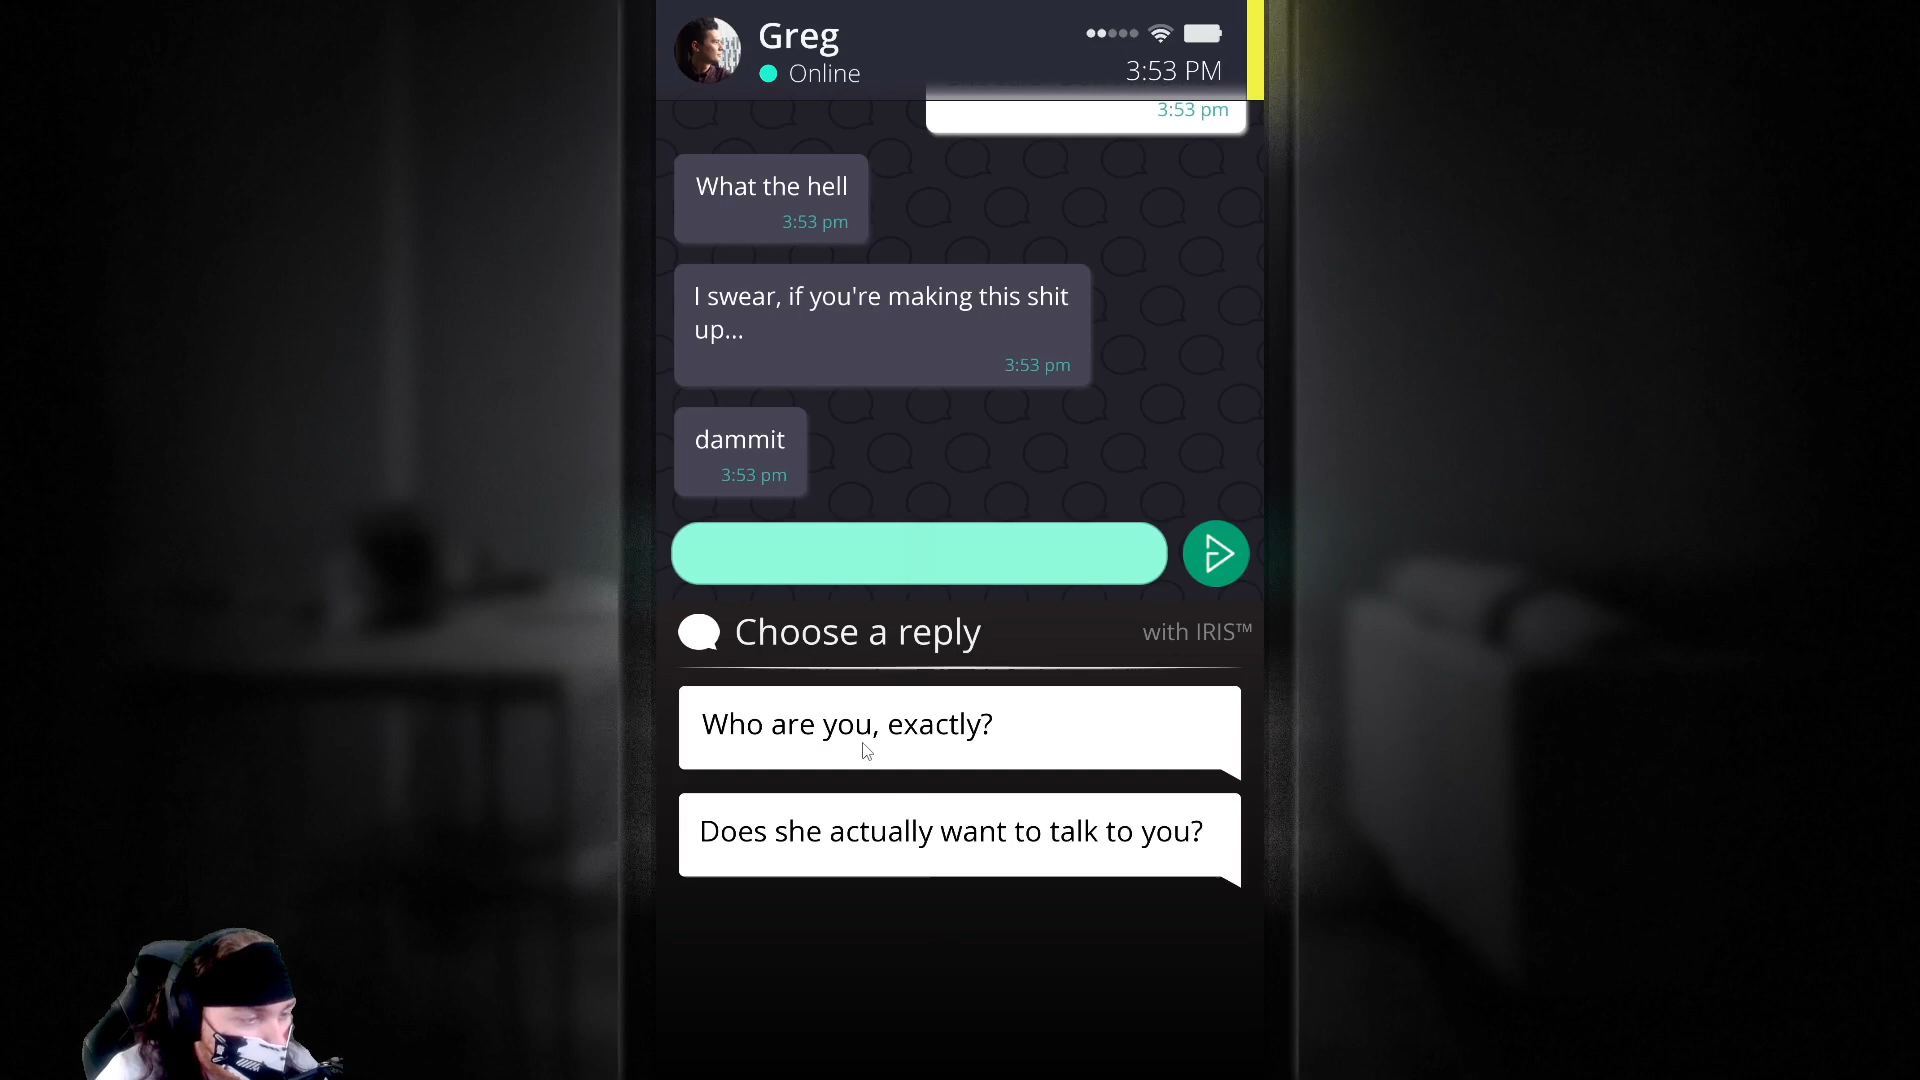 Greg
Online
3:53 PM
3:53 pm
What the hell
3:53 pm
I swear, if you're making this shit
up...
3:53 pm
dammit
3:53 pm
Choose a reply
with IRIS™
Who are you, exactly?
Does she actually want to talk to you?